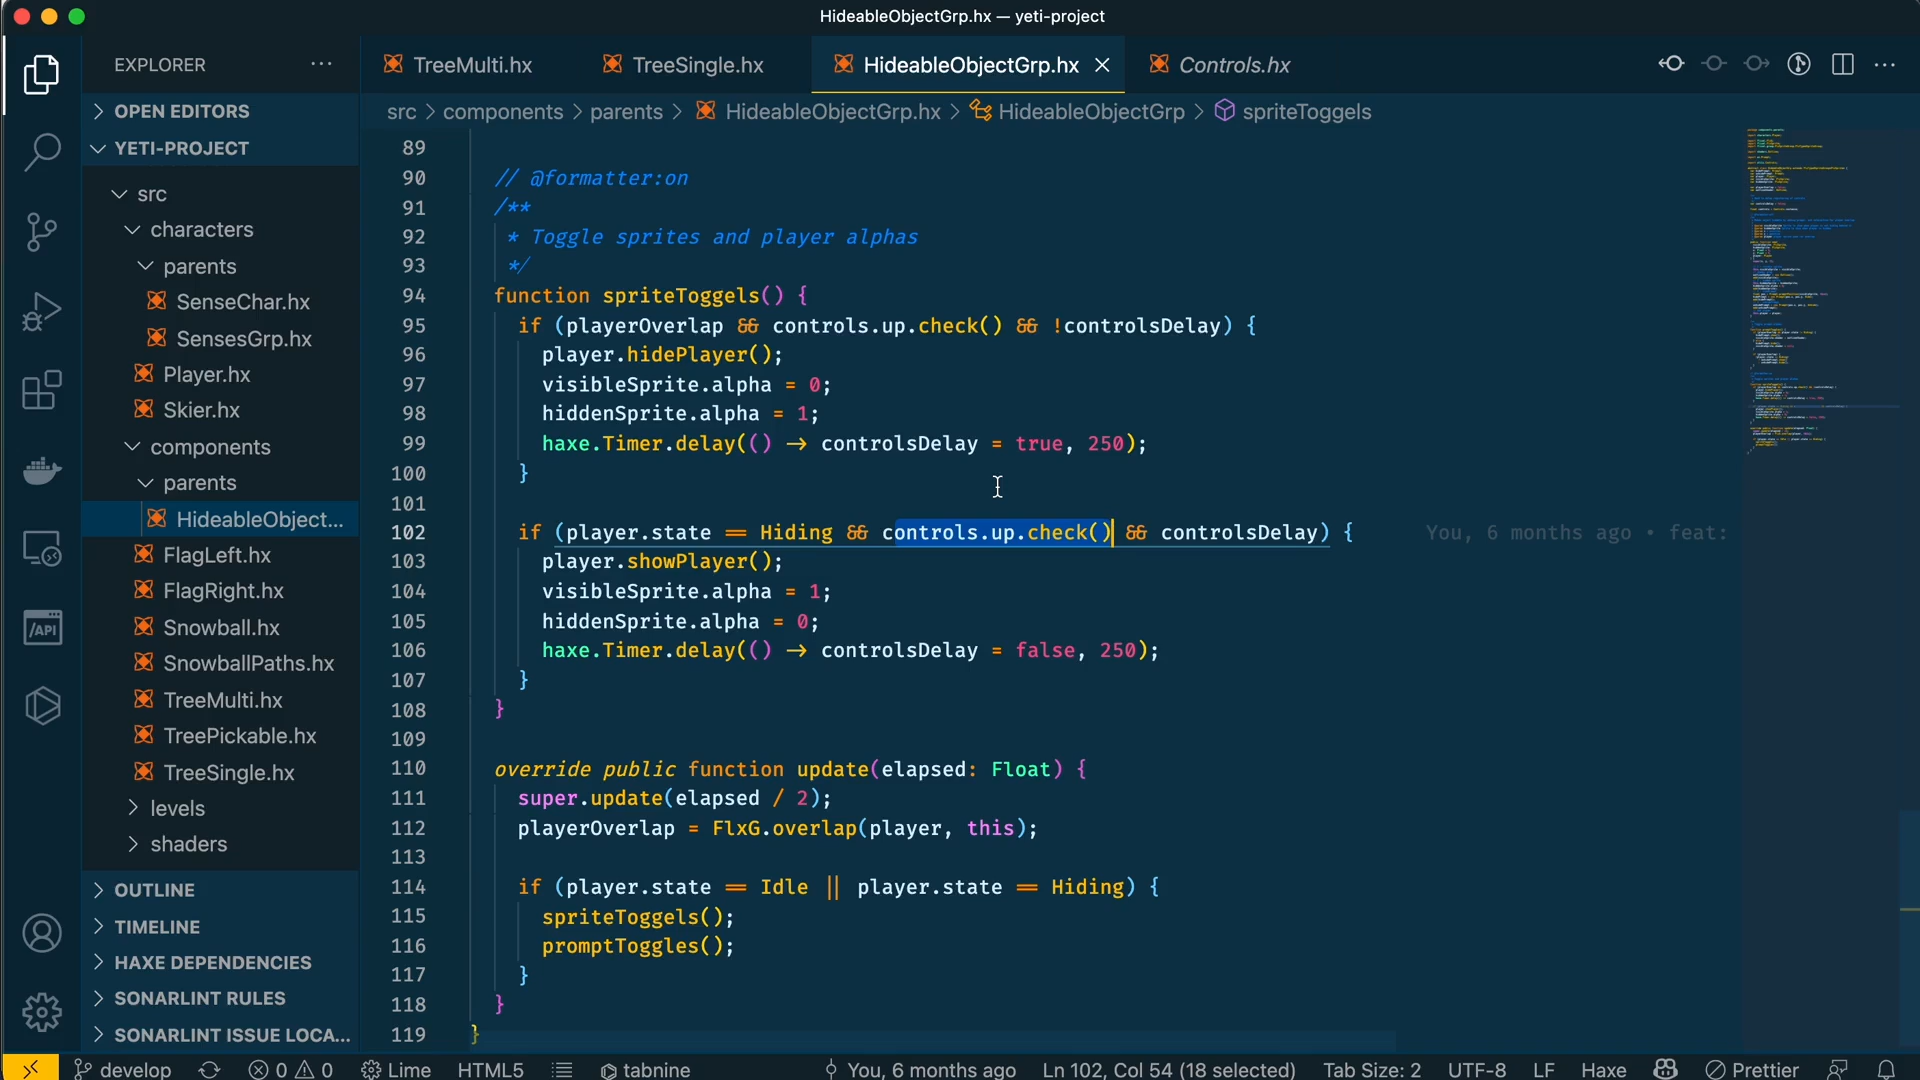 HideableObjectGrp.hx — yeti-project
EXPLORER
TreeMulti.hx
TreeSingle.hx
HideableObjectGrp.hx
Controls.hx
OPEN EDITORS
src > components > parents > HideableObjectGrp.hx > HideableObjectGrp > spriteToggels
YETI-PROJECT
src
characters
parents
SenseChar.hx
SensesGrp.hx
Player.hx
Skier.hx
components
parents
HideableObject...
FlagLeft.hx
FlagRight.hx
Snowball.hx
SnowballPaths.hx
TreeMulti.hx
TreePickable.hx
TreeSingle.hx
levels
shaders
OUTLINE
TIMELINE
HAXE DEPENDENCIES
SONARLINT RULES
SONARLINT ISSUE LOCA...
89
90 // @formatter:on
91 /**
92 * Toggle sprites and player alphas
93 */
94 function spriteToggels() {
95 if (playerOverlap && controls.up.check() && !controlsDelay) {
96 player.hidePlayer();
97 visibleSprite.alpha = 0;
98 hiddenSprite.alpha = 1;
99 haxe.Timer.delay(() -> controlsDelay = true, 250);
100 }
101
102 if (player.state == Hiding && controls.up.check() && controlsDelay) { You, 6 months ago • feat:
103 player.showPlayer();
104 visibleSprite.alpha = 1;
105 hiddenSprite.alpha = 0;
106 haxe.Timer.delay(() -> controlsDelay = false, 250);
107 }
108 }
109
110 override public function update(elapsed: Float) {
111 super.update(elapsed / 2);
112 playerOverlap = FlxG.overlap(player, this);
113
114 if (player.state == Idle || player.state == Hiding) {
115 spriteToggels();
116 promptToggles();
117 }
118 }
119 }
/API
develop 0 0 Lime HTML5 tabnine You, 6 months ago Ln 102, Col 54 (18 selected) Tab Size: 2 UTF-8 LF Haxe Prettier